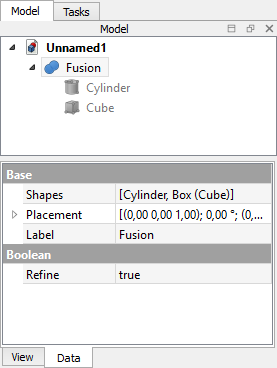 Model Tasks
Model
Unnamed1
Fusion
Cylinder
Cube
Base
Shapes [Cylinder, Box (Cube)]
Placement [(0,00 0,00 1,00); 0,00 °; (0,...
Label Fusion
Boolean
Refine true
View Data